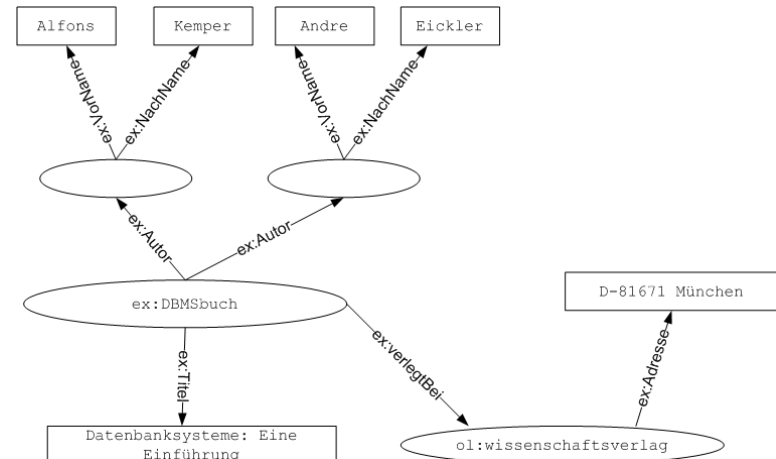 Alfons
Kemper
Andre
Eickler
ex:VorName
ex:NachName
ex:VorName
ex:NachName
ex:Autor
ex:Autor
ex:DBMSbuch
D-81671 München
ex:Titel
ex:verlegtBei
ex:Adresse
Datenbanksysteme: Eine
Einführung
ol:wissenschaftsverlag